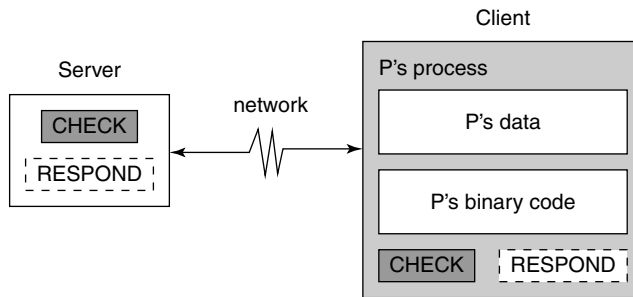 Server
CHECK
RESPOND
network
Client
P's process
P's data
P's binary code
CHECK
RESPOND